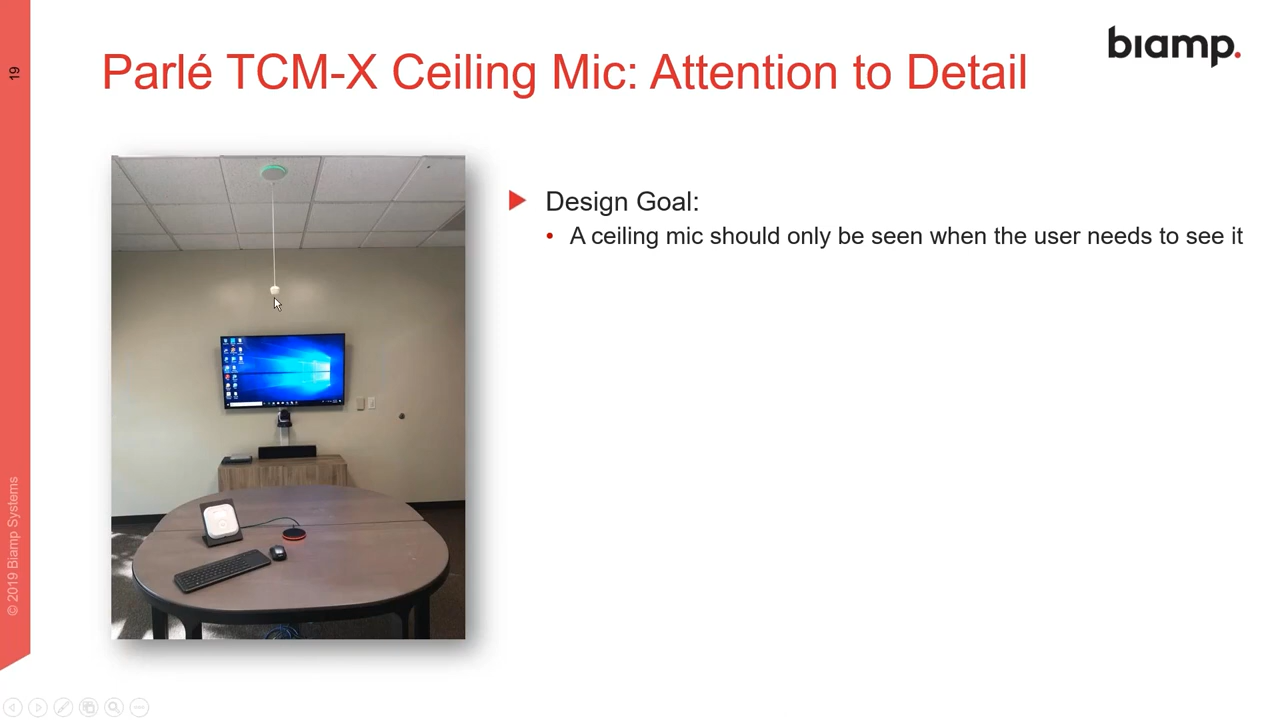 19
biamp.
Parlé TCM-X Ceiling Mic: Attention to Detail
Design Goal:
A ceiling mic should only be seen when the user needs to see it
© 2019 Biamp Systems